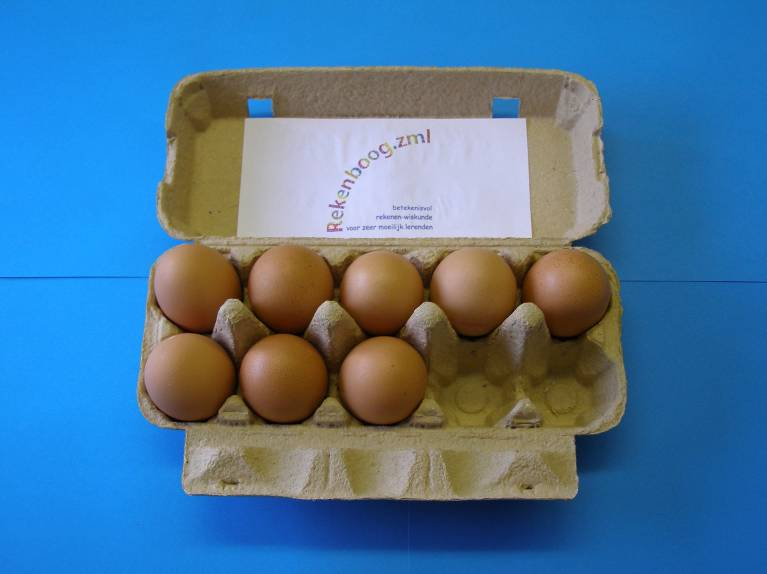 Rekenboog.zml
betekenisvol
rekenen-wiskunde
voor zeer moeilijk lerenden